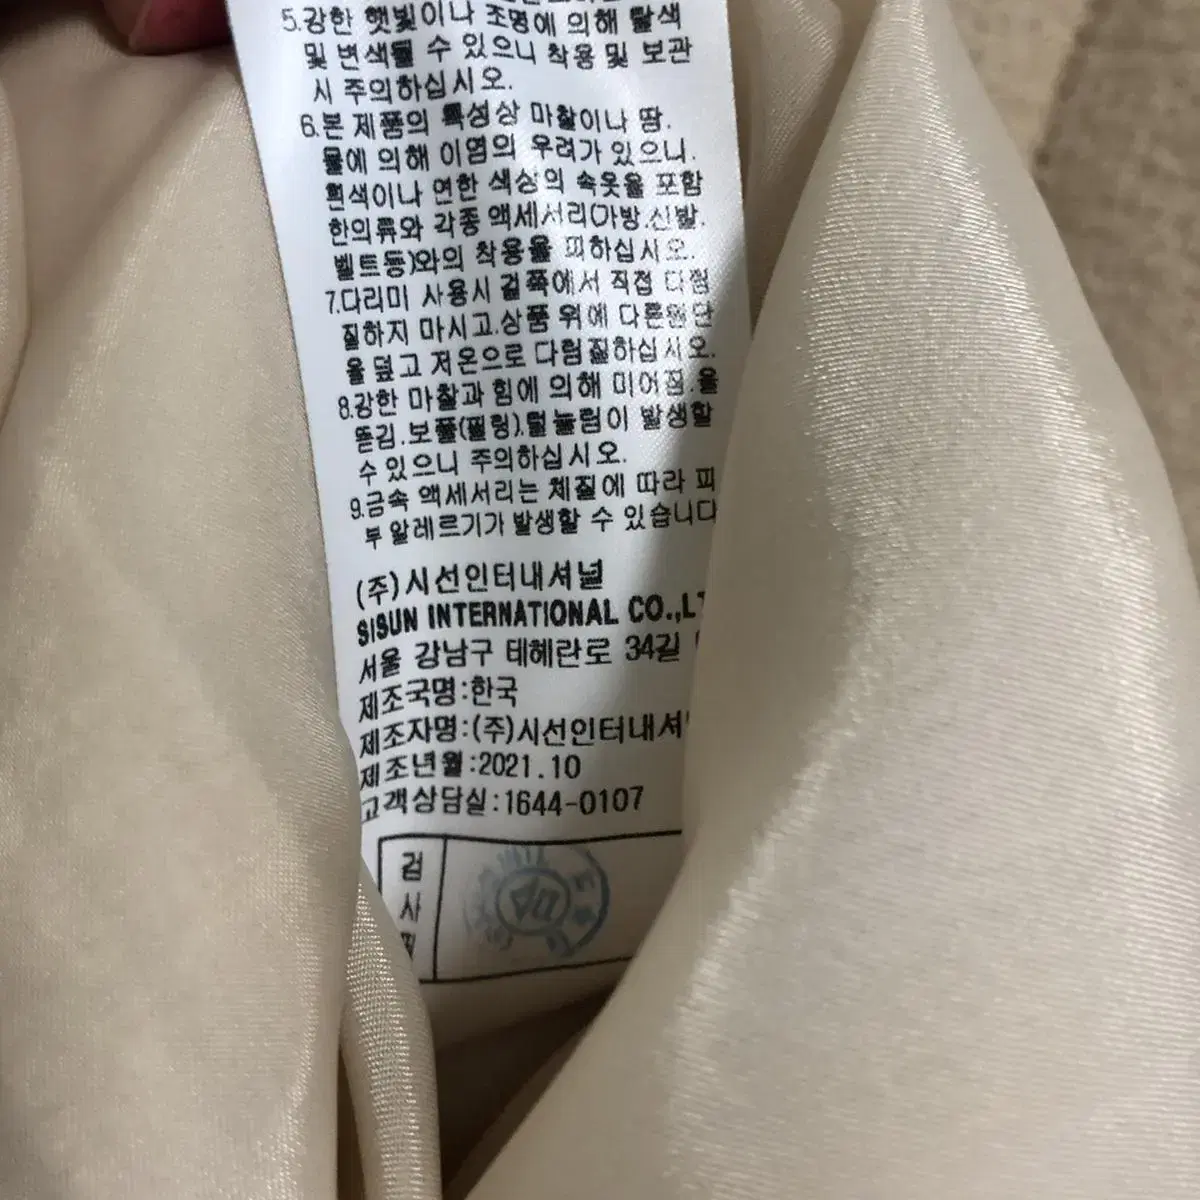 5.강한 햇빛이나 조명에 의해 탈색
및 변색될 수 있으니 착용 및 보관
시 주의하십시오.
6.본 제품의 특성상 마찰이나 땀.
물에 의해 이염의 우려가 있으니.
흰색이나 연한 색상의 속옷을 포함
한의류와 각종 액세서리(가방.신발.
벨트등)와의 착용을 피하십시오.
7.다리미 사용시 겉쪽에서 직접 다림
질하지 마시고.상품 위에 다른원단
을 덮고 저온으로 다림질하십시오.
8.강한 마찰과 힘에 의해 미어짐.올
뜯김.보풀(필링).털눌림이 발생할
수 있으니 주의하십시오.
9.금속 액세서리는 체질에 따라 피
부 알레르기가 발생할 수 있습니다
(주)시선인터내셔널
SISUN INTERNATIONAL CO.,LT
서울 강남구 테헤란로 34길
제조국명:한국
제조자명:(주)시선인터내셔널
제조년월:2021.10
고객상담실:1644-0107
검
사
필